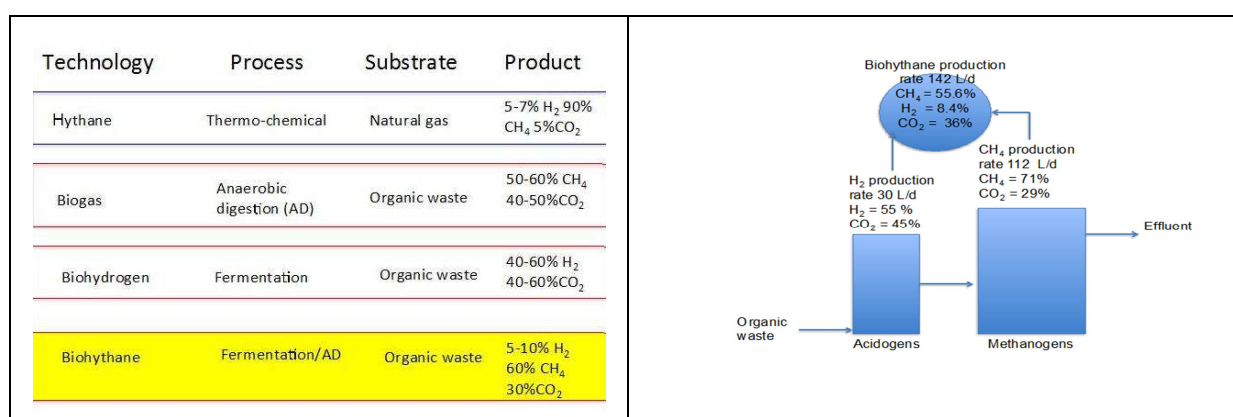 Technology Process Substrate Product
Hythane Thermo-chemical Natural gas 5-7% H₂ 90%
CH₄ 5%CO₂
Biogas Anaerobic
digestion (AD) Organic waste 50-60% CH₄
40-50%CO₂
Biohydrogen Fermentation Organic waste 40-60% H₂
40-60%CO₂
Biohythane Fermentation/AD Organic waste 5-10% H₂
60% CH₄
30%CO₂
Biohythane production
rate 142 L/d
CH₄ = 55.6%
H₂ = 8.4%
CO₂ = 36%
CH₄ production
rate 112 L/d
CH₄ = 71%
CO₂ = 29%
H₂ production
rate 30 L/d
H₂ = 55 %
CO₂ = 45%
Effluent
Organic
waste
Acidogens
Methanogens